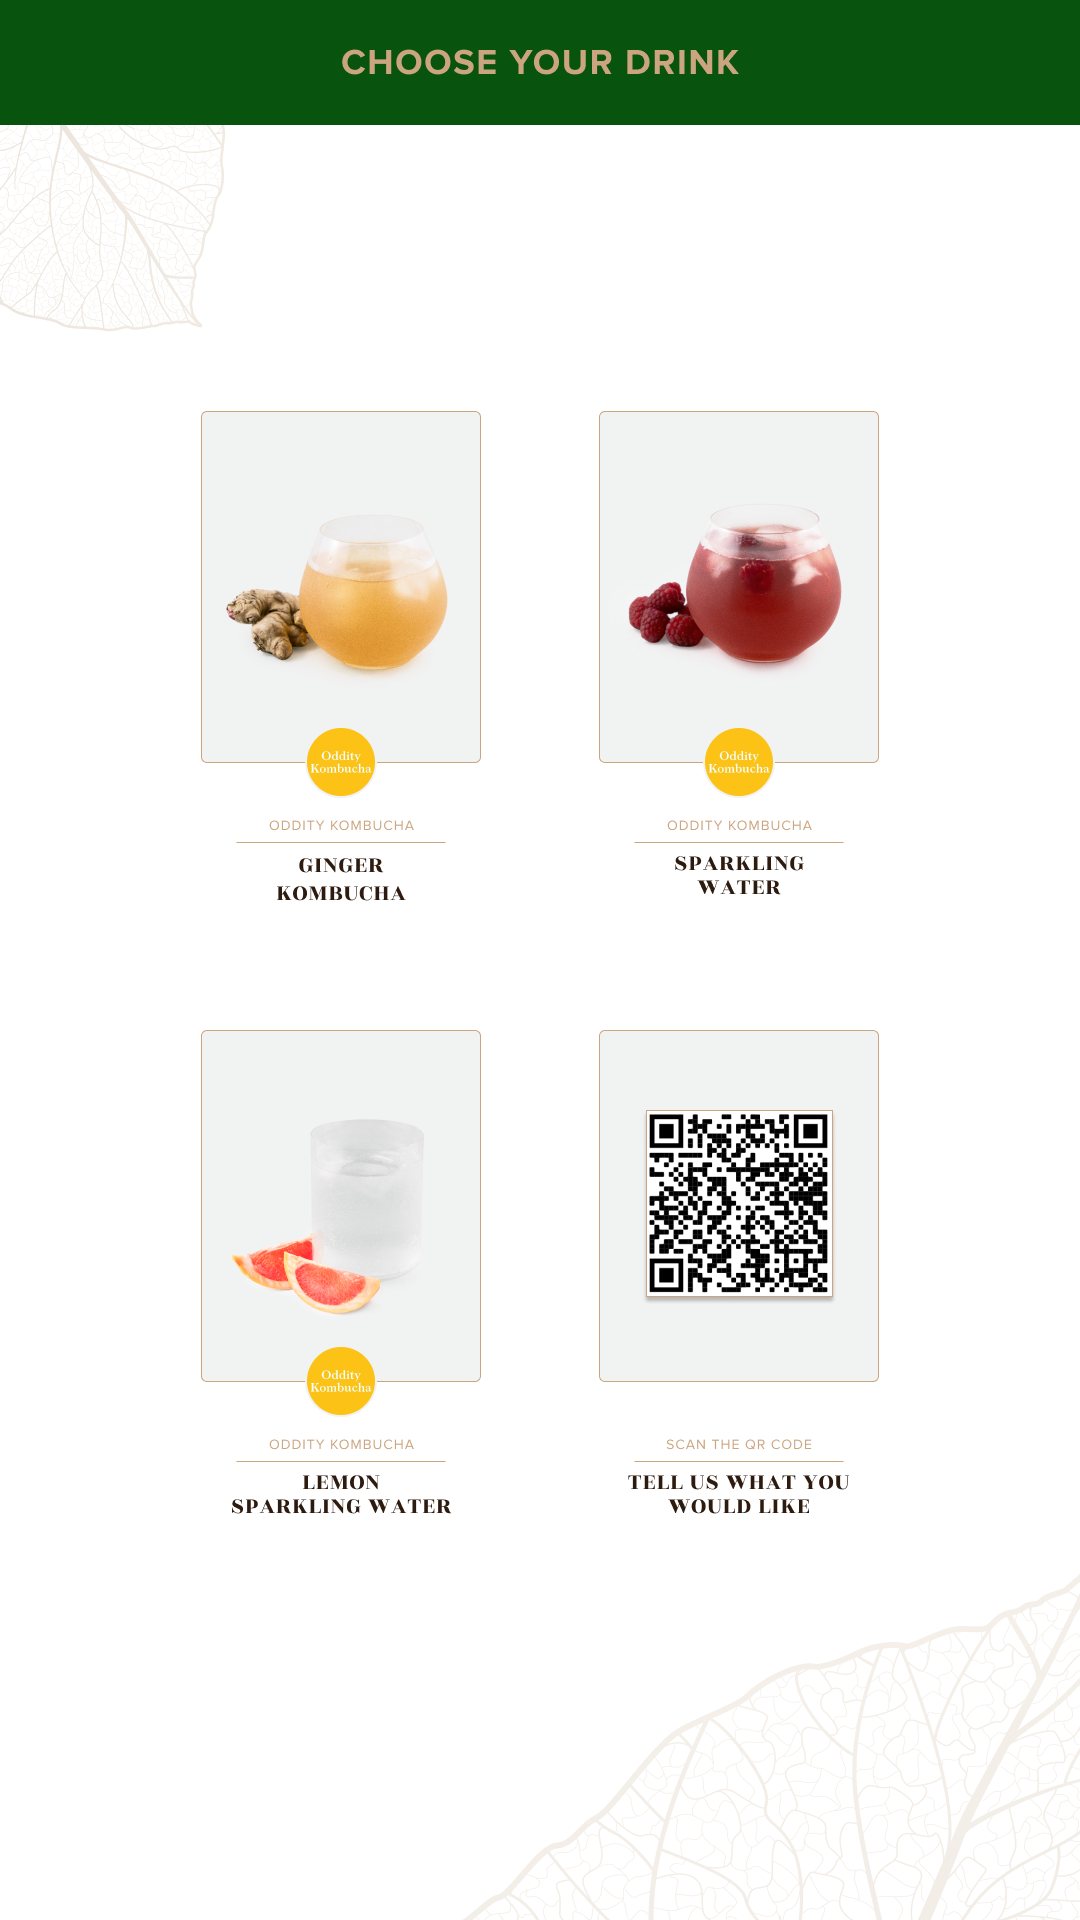 CHOOSE YOUR DRINK
Oddity
Kombucha
ODDITY KOMBUCHA
GINGER
KOMBUCHA
Oddity
Kombucha
ODDITY KOMBUCHA
SPARKLING
WATER
Oddity
Kombucha
ODDITY KOMBUCHA
LEMON
SPARKLING WATER
SCAN THE QR CODE
TELL US WHAT YOU
WOULD LIKE